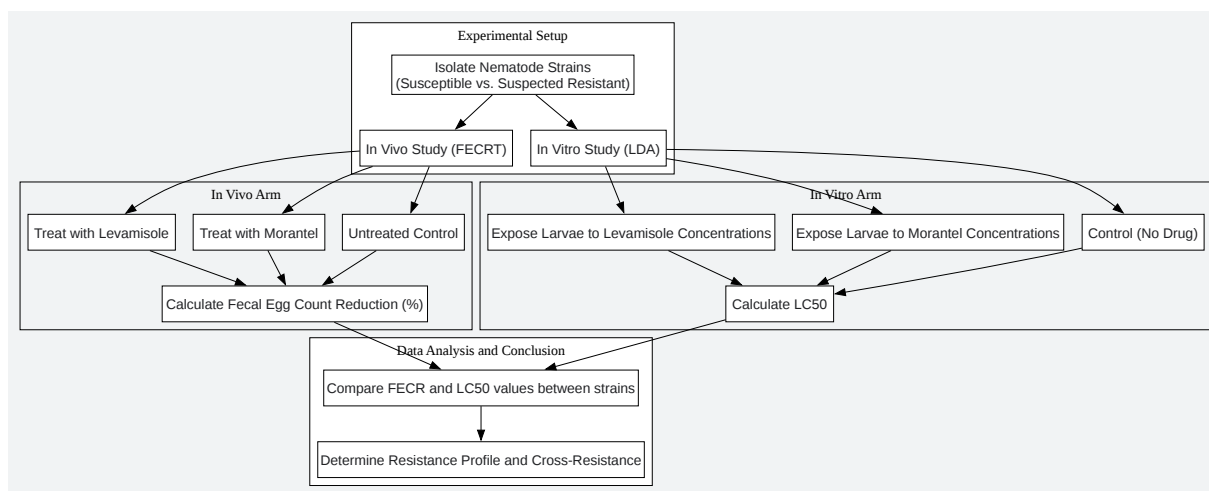 Experimental Setup
Isolate Nematode Strains
(Susceptible vs. Suspected Resistant)
In Vivo Study (FECRT)
In Vitro Study (LDA)
In Vivo Arm
In Vitro Arm
Treat with Levamisole
Treat with Morantel
Untreated Control
Expose Larvae to Levamisole Concentrations
Expose Larvae to Morantel Concentrations
Control (No Drug)
Calculate Fecal Egg Count Reduction (%)
Calculate LC50
Data Analysis and Conclusion
Compare FECR and LC50 values between strains
Determine Resistance Profile and Cross-Resistance